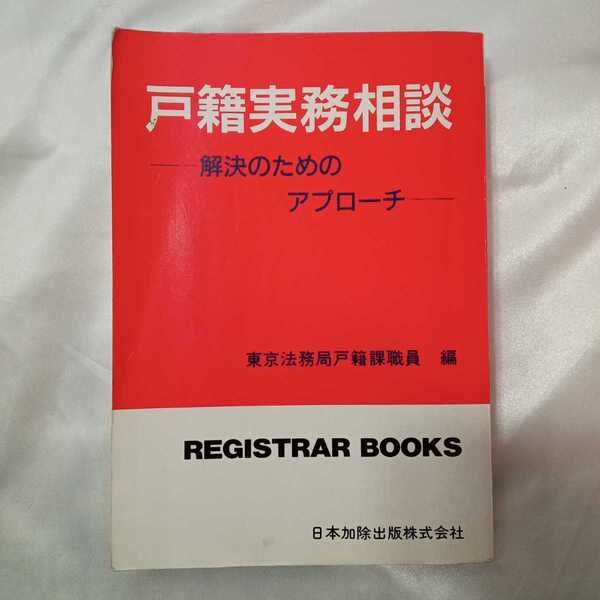 戸籍実務相談
――解決のための
アプローチ――
東京法務局戸籍課職員 編
REGISTRAR BOOKS
日本加除出版株式会社